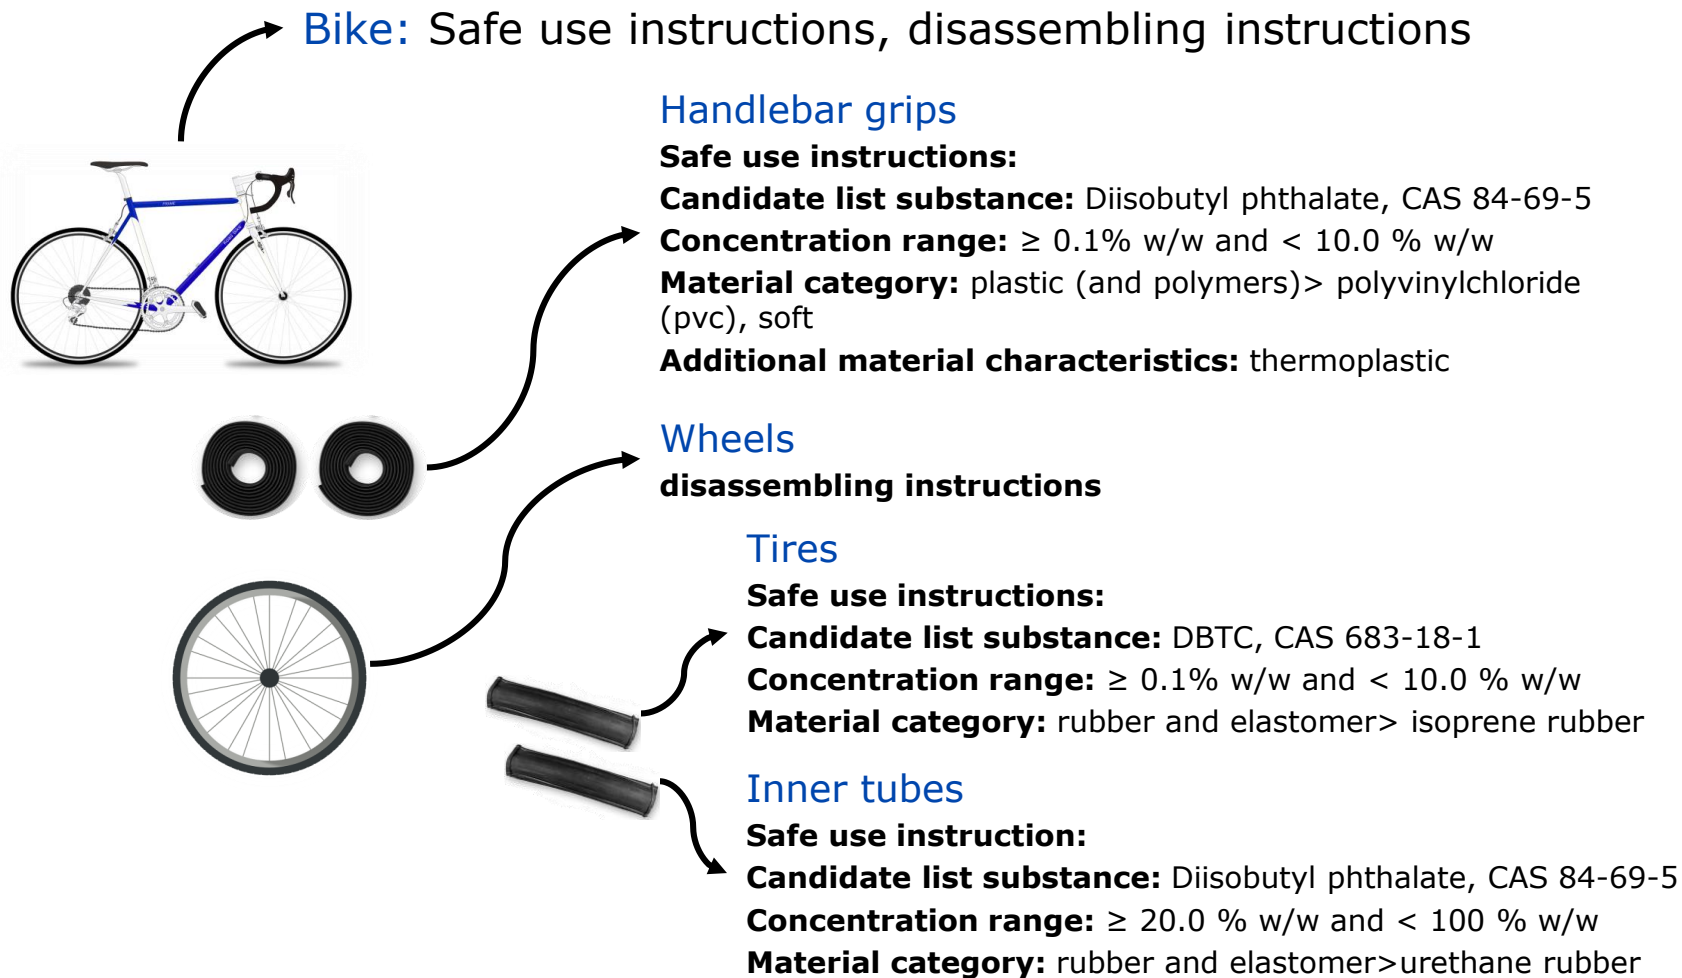 Bike: Safe use instructions, disassembling instructions
Handlebar grips
Safe use instructions:
Candidate list substance: Diisobutyl phthalate, CAS 84-69-5
Concentration range: ≥ 0.1% w/w and < 10.0 % w/w
Material category: plastic (and polymers)> polyvinylchloride
(pvc), soft
Additional material characteristics: thermoplastic
Wheels
disassembling instructions
Tires
Safe use instructions:
Candidate list substance: DBTC, CAS 683-18-1
Concentration range: ≥ 0.1% w/w and < 10.0 % w/w
Material category: rubber and elastomer> isoprene rubber
Inner tubes
Safe use instruction:
Candidate list substance: Diisobutyl phthalate, CAS 84-69-5
Concentration range: ≥ 20.0 % w/w and < 100 % w/w
Material category: rubber and elastomer>urethane rubber